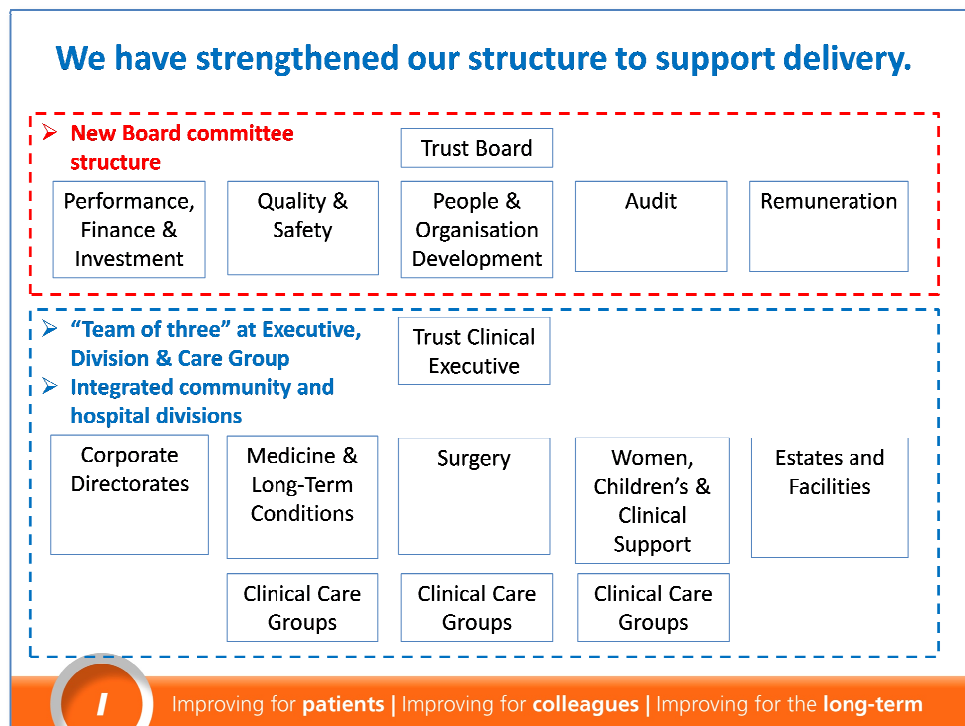 We have strengthened our structure to support delivery.
➢ New Board committee
structure
Trust Board
Performance,
Finance &
Investment
Quality &
Safety
People &
Organisation
Development
Audit
Remuneration
➢ “Team of three” at Executive,
Division & Care Group
➢ Integrated community and
hospital divisions
Trust Clinical
Executive
Corporate
Directorates
Medicine &
Long-Term
Conditions
Surgery
Women,
Children’s &
Clinical
Support
Estates and
Facilities
Clinical Care
Groups
Clinical Care
Groups
Clinical Care
Groups
I
Improving for patients | Improving for colleagues | Improving for the long-term